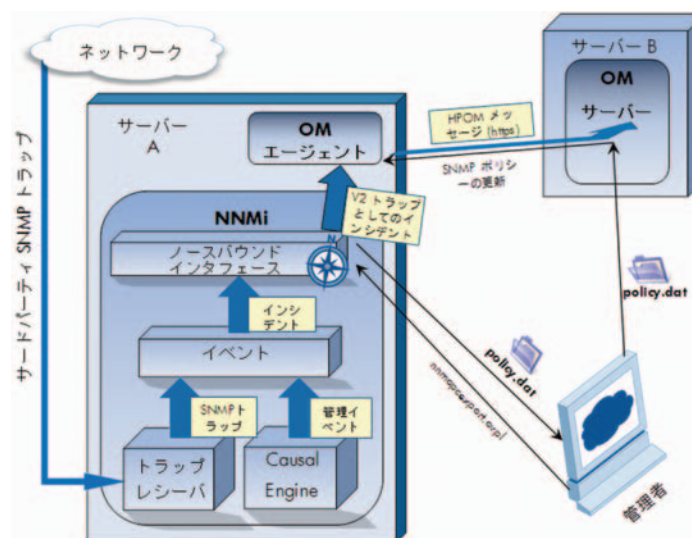 ネットワーク
サードパーティ SNMP トラップ
サーバー
A
OM
エージェント
HPOM メッ
セージ (https)
SNMP ポリシ
ーの更新
サーバー B
OM
サーバー
NNMi
V2 トラップ
としてのイ
ンシデント
ノースバウンド
インタフェース
N
インシ
デント
イベント
SNMPト
ラップ
管理イ
ベント
トラップ
レシーバ
Causal
Engine
policy.dat
nnmopcexport.ovpl
policy.dat
管理者